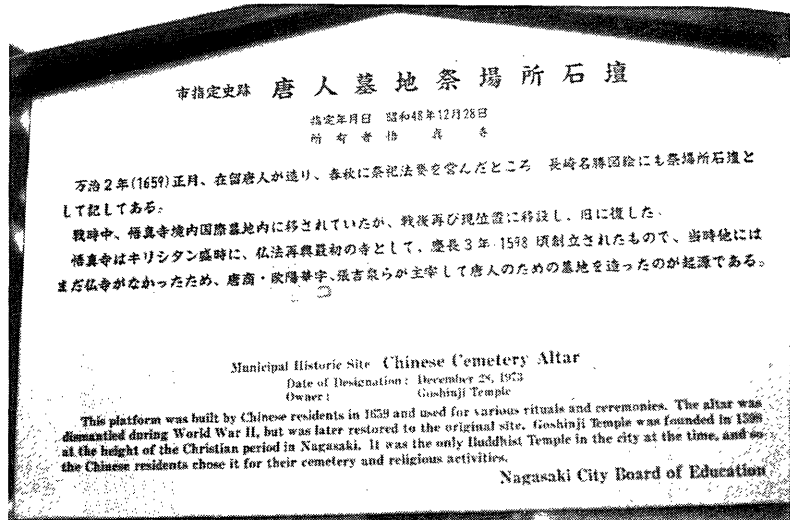 市指定史跡 唐人墓地祭場所石壇
指定年月日 昭和48年12月28日
所有者 悟真寺
万治2年(1659)正月、在留唐人が造り、春秋に祭祀法要を営んだところ 長崎名勝図絵にも祭場所石壇と
して記してある。
戦時中、悟真寺境内国際墓地内に移されていたが、戦後再び現位置に移設し、旧に復した。
悟真寺はキリシタン盛時に、仏法再興最初の寺として、慶長3年 1598 頃創立されたもので、当時他には
まだ仏寺がなかったため、唐商・欧陽華宇、張吉泉らが主宰して唐人のための墓地を造ったのが起源である。
Municipal Historic Site Chinese Cemetery Altar
Date of Designation: December 28, 1973
Owner: Goshinji Temple
This platform was built by Chinese residents in 1659 and used for various rituals and ceremonies. The altar was
dismantled during World War II, but was later restored to the original site. Goshinji Temple was founded in 1598
at the height of the Christian period in Nagasaki. It was the only Buddhist Temple in the city at the time, and so
the Chinese residents chose it for their cemetery and religious activities.
Nagasaki City Board of Education